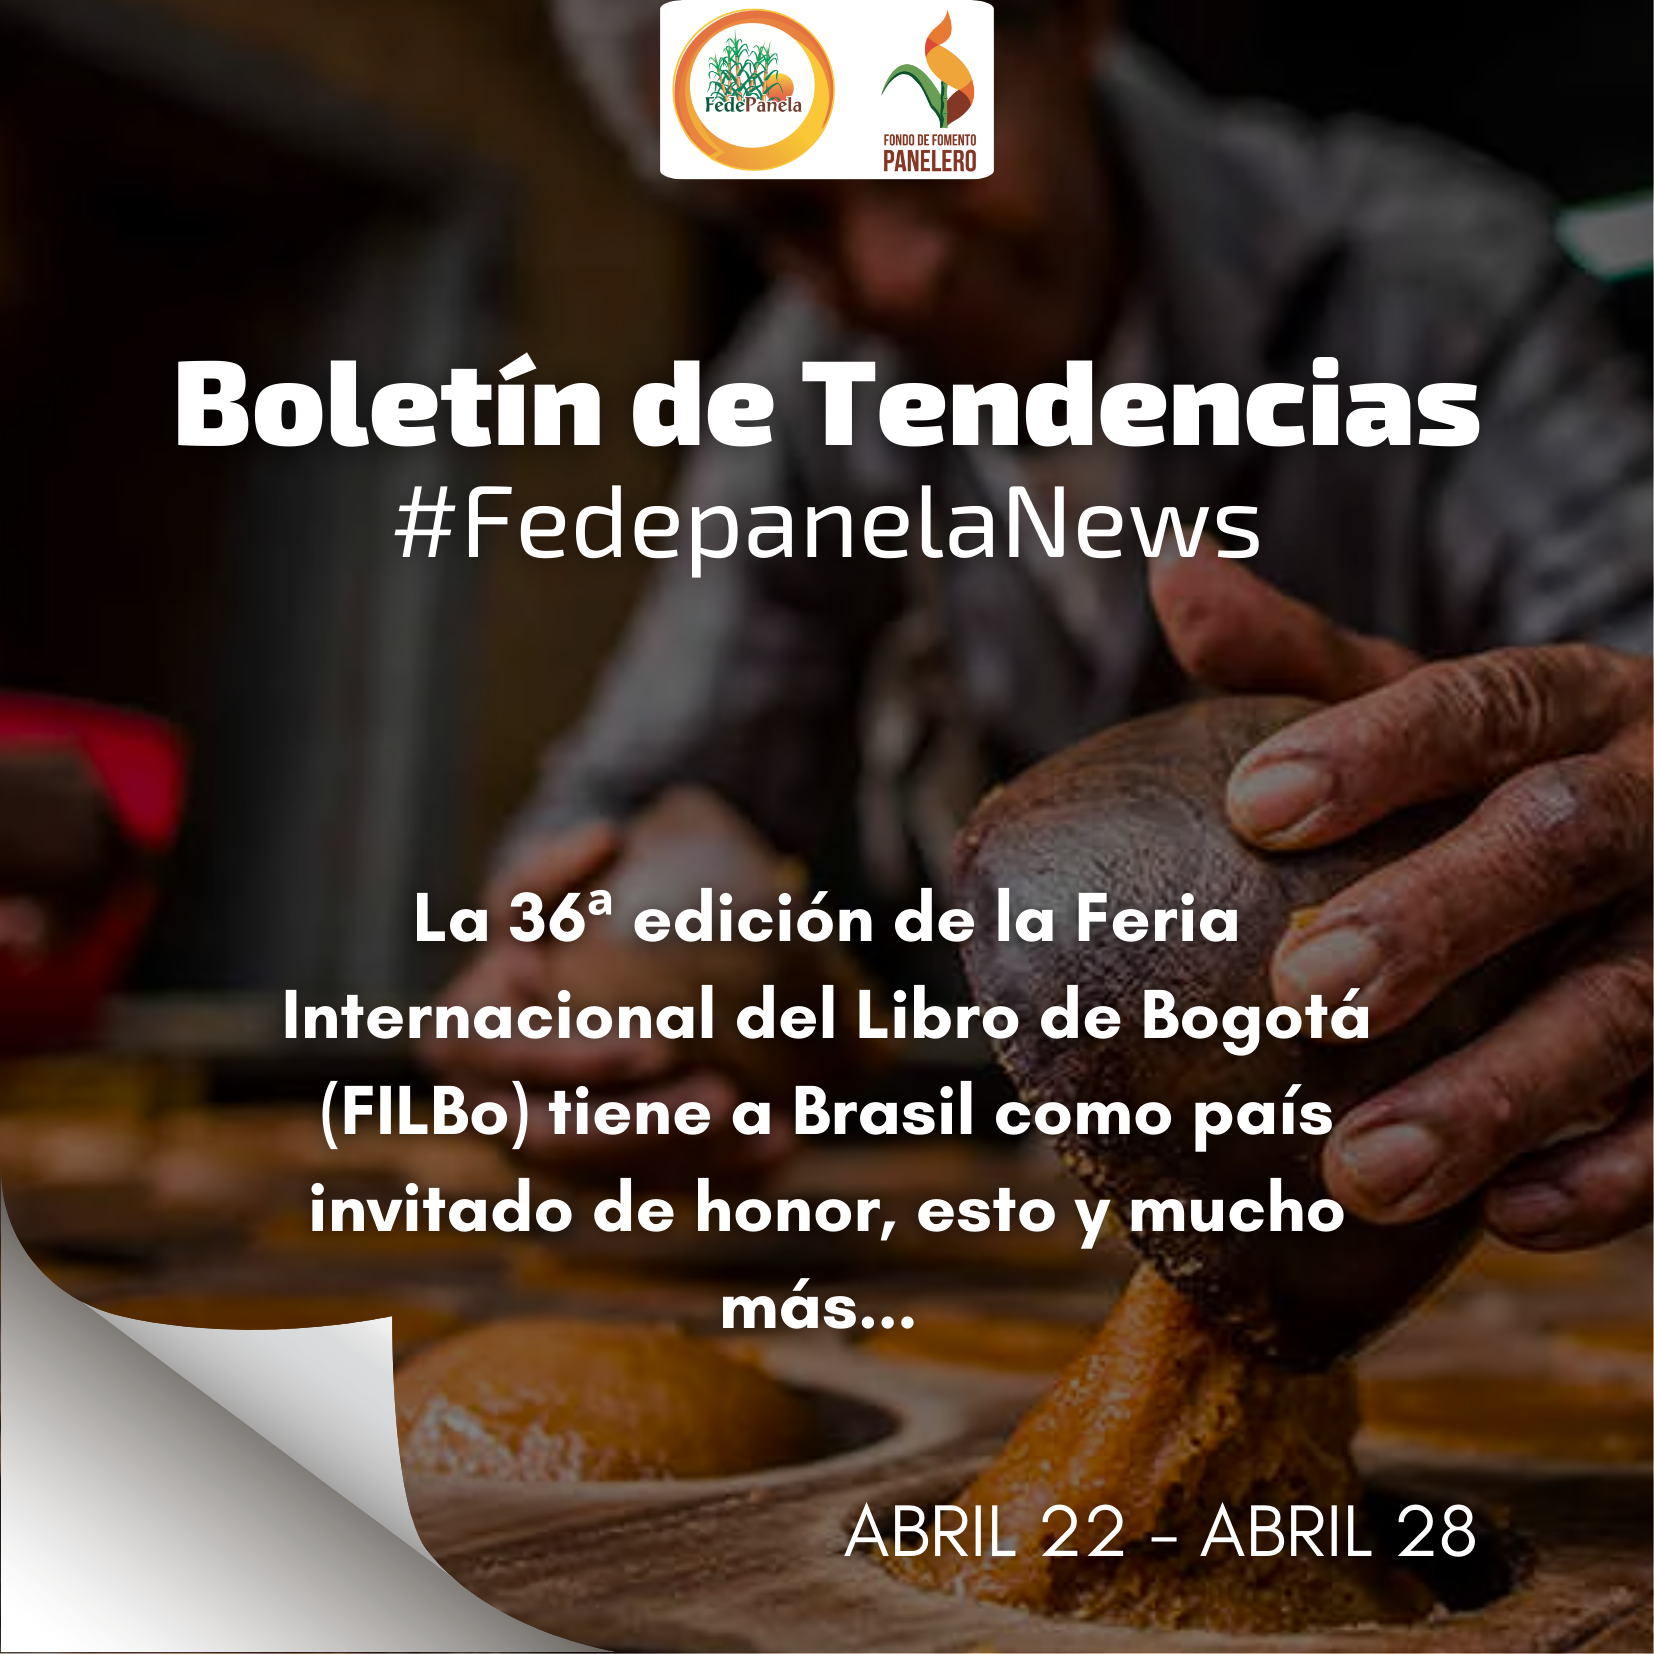 FedePanela
FONDO DE FOMENTO
PANELERO
Boletín de Tendencias
#FedepanelaNews
La 36ª edición de la Feria
Internacional del Libro de Bogotá
(FILBo) tiene a Brasil como país
invitado de honor, esto y mucho
más...
ABRIL 22 - ABRIL 28